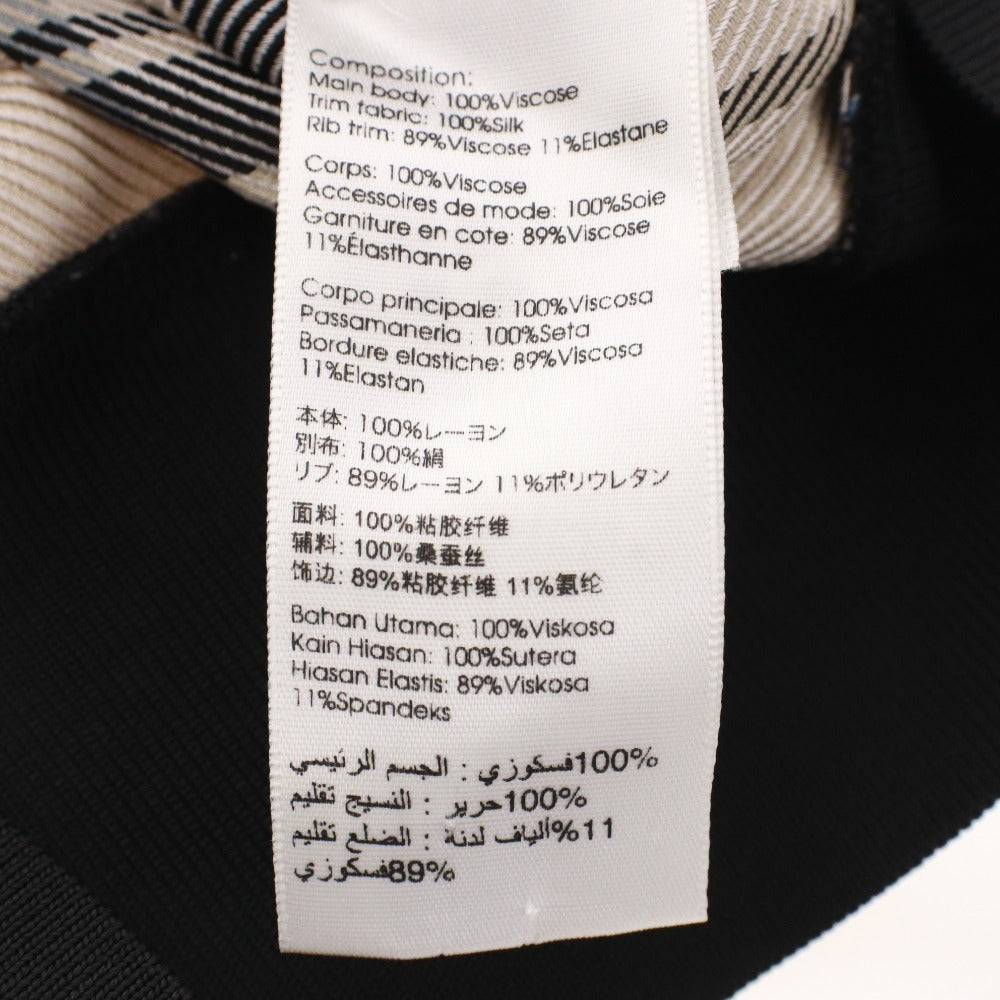 Composition:
Main body: 100%Viscose
Trim fabric: 100%Silk
Rib trim: 89%Viscose 11%Elastane
Corps: 100%Viscose
Accessoires de mode: 100%Soie
Garniture en cote: 89%Viscose
11%Élasthanne
Corpo principale: 100%Viscosa
Passamaneria : 100%Seta
Bordure elastiche: 89%Viscosa
11%Elastan
本体: 100%レーヨン
別布: 100%絹
リブ: 89%レーヨン 11%ポリウレタン
面料: 100%粘胶纤维
辅料: 100%桑蚕丝
饰边: 89%粘胶纤维 11%氨纶
Bahan Utama: 100%Viskosa
Kain Hiasan: 100%Sutera
Hiasan Elastis: 89%Viskosa
11%Spandeks
الجسم الرئيسي : فسكوزي100%
تقليم النسيج : حرير100%
تقليم الضلع : ألياف لدنة%11
فسكوزي89%